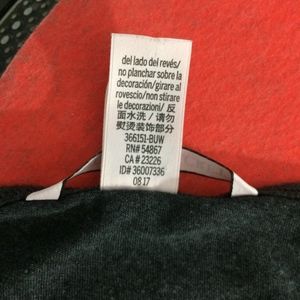 del lado del revés/
no planchar sobre la
decoración/girare al
rovescio/non stirare
le decorazioni/ 反
面水洗 / 请勿
熨烫装饰部分
366151-BUW
RN# 54867
CA # 23226
ID# 36007336
08 17